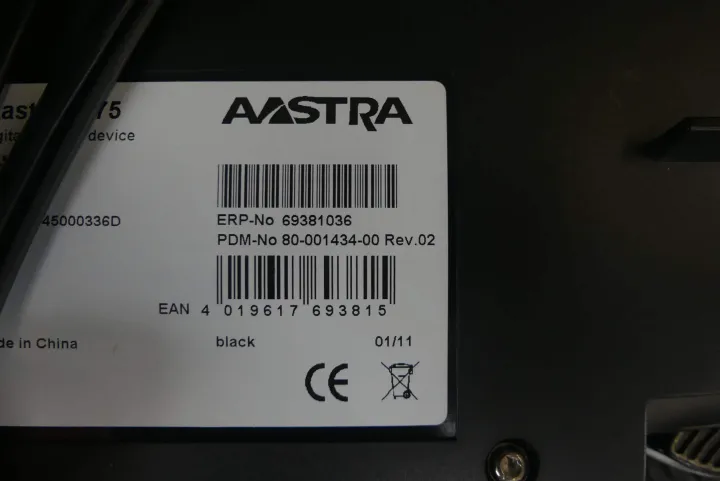 AASTRA
75
device
45000336D
ERP-No 69381036
PDM-No 80-001434-00 Rev.02
EAN 4 019617 693815
in China
black 01/11
CE